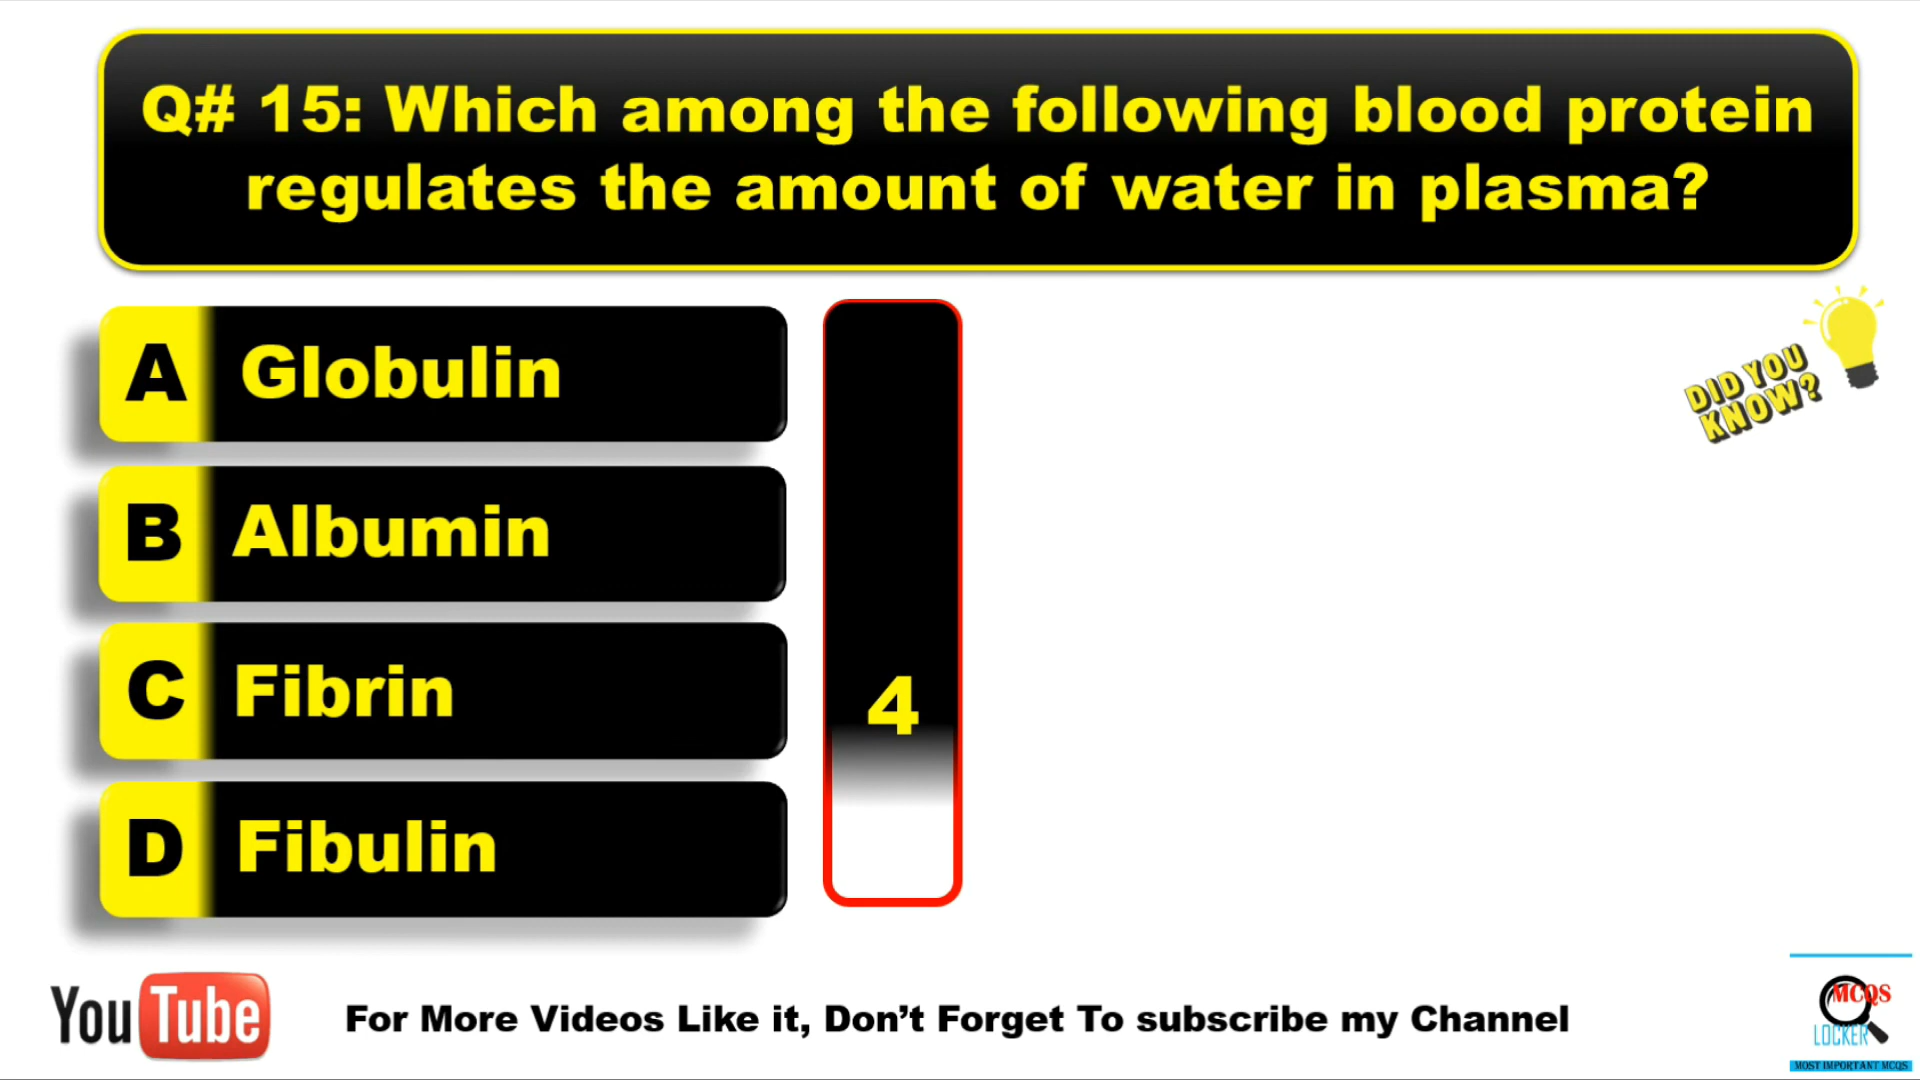 Q# 15: Which among the following blood protein
regulates the amount of water in plasma?
A Globulin
B Albumin
C Fibrin
D Fibulin
4
DID YOU
KNOW?
YouTube
For More Videos Like it, Don't Forget To subscribe my Channel
MCQS
LOCKER
MOST IMPORTANT MCQS